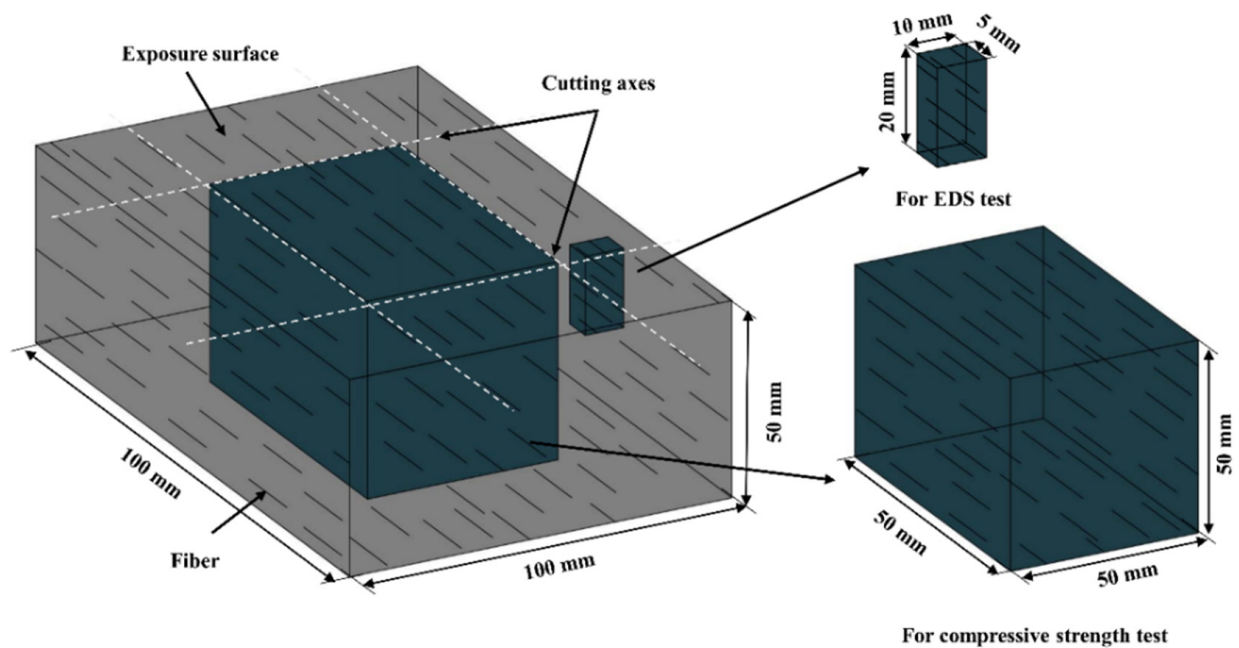 Exposure surface
Cutting axes
10 mm
5 mm
20 mm
For EDS test
50 mm
100 mm
100 mm
Fiber
50 mm
50 mm
50 mm
For compressive strength test